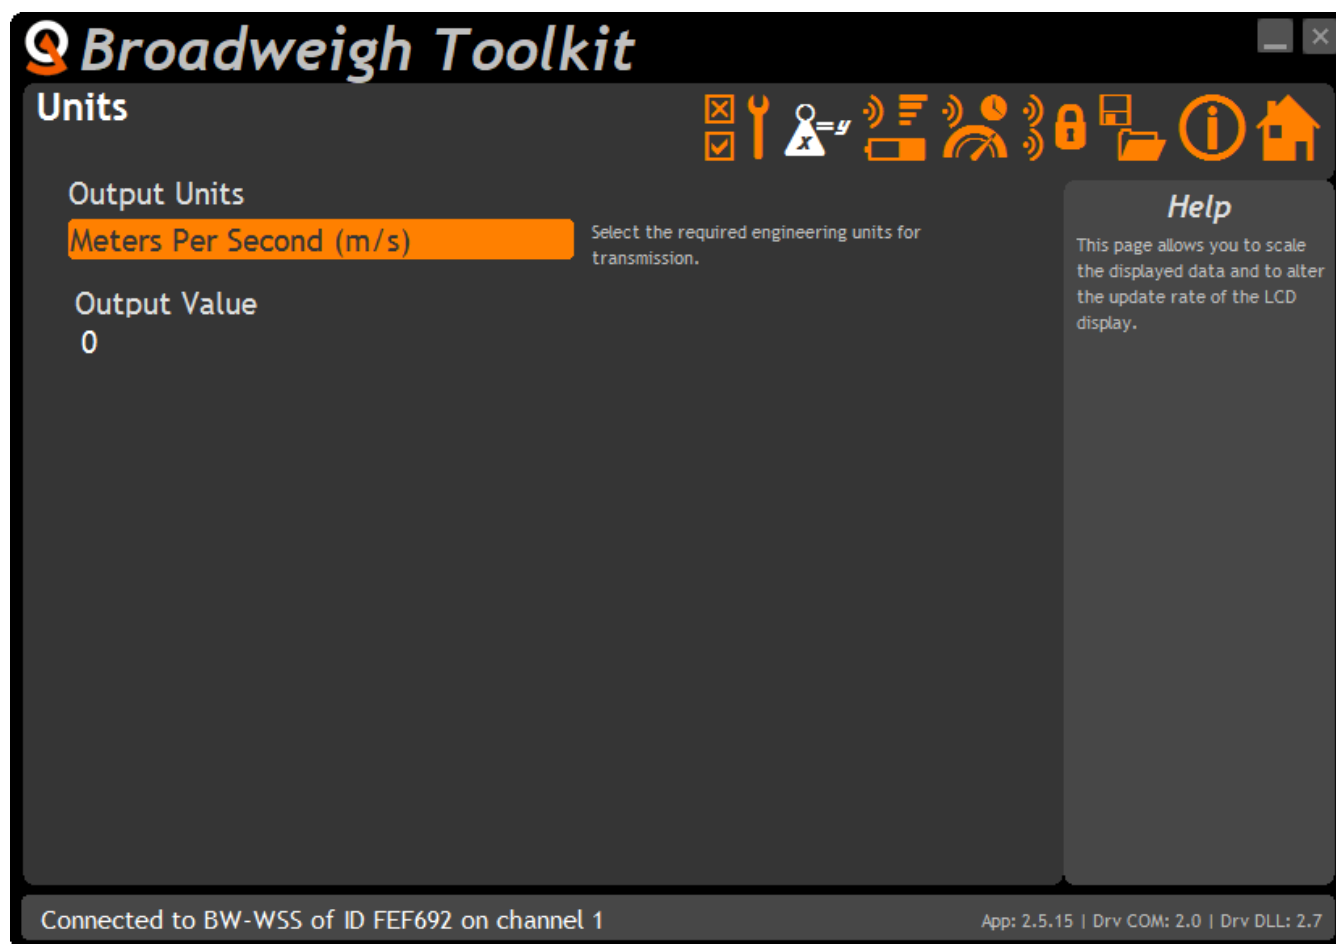 Broadweigh Toolkit
Units
x=y
Output Units
Meters Per Second (m/s)
Select the required engineering units for
transmission.
Output Value
0
Help
This page allows you to scale
the displayed data and to alter
the update rate of the LCD
display.
Connected to BW-WSS of ID FEF692 on channel 1
App: 2.5.15 | Drv COM: 2.0 | Drv DLL: 2.7